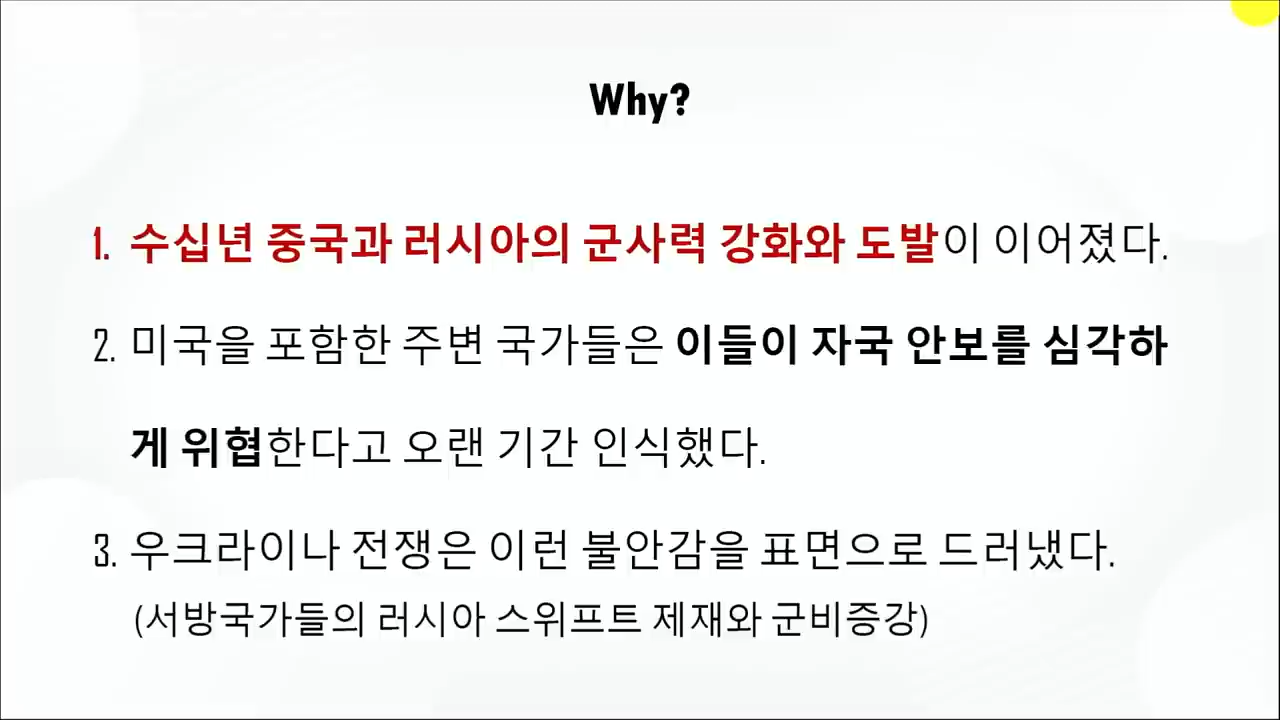 Why?
1. 수십년 중국과 러시아의 군사력 강화와 도발이 이어졌다.
2. 미국을 포함한 주변 국가들은 이들이 자국 안보를 심각하
게 위협한다고 오랜 기간 인식했다.
3. 우크라이나 전쟁은 이런 불안감을 표면으로 드러냈다.
(서방국가들의 러시아 스위프트 제재와 군비증강)